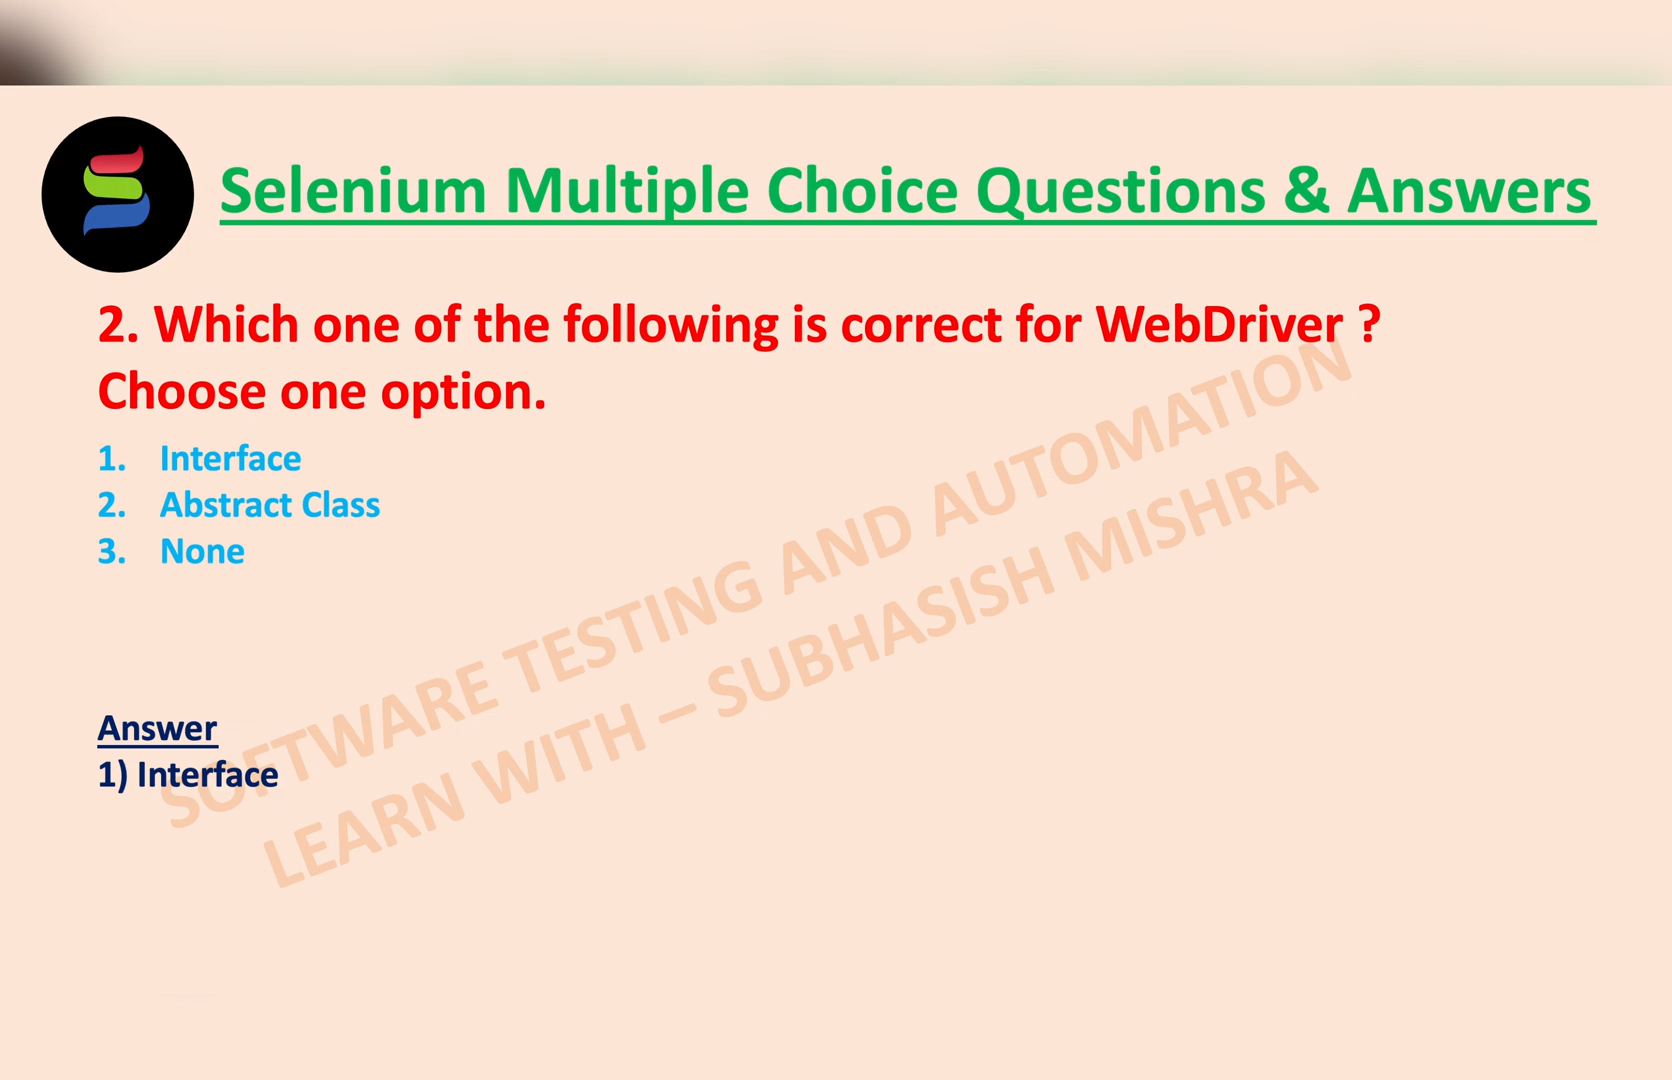 Selenium Multiple Choice Questions & Answers
2. Which one of the following is correct for WebDriver ?
Choose one option.
1. Interface
2. Abstract Class
3. None
Answer
1) Interface
SOFTWARE TESTING AND AUTOMATION
LEARN WITH – SUBHASISH MISHRA